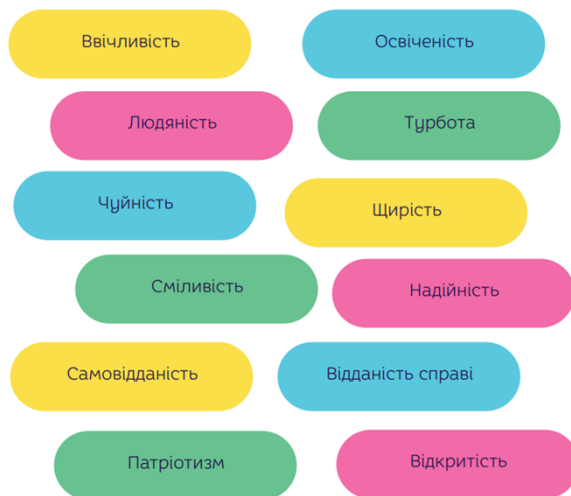 Ввічливість
Освіченість
Людяність
Турбота
Чуйність
Щирість
Сміливість
Надійність
Самовідданість
Відданість справі
Патріотизм
Відкритість